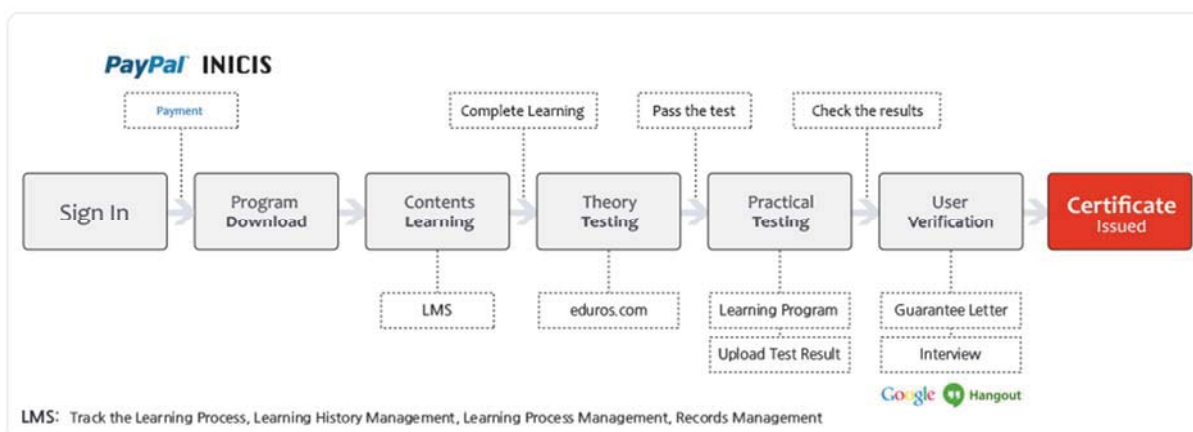 PayPal INICIS
Payment
Complete Learning
Pass the test
Check the results
Sign In
Program
Download
Contents
Learning
Theory
Testing
Practical
Testing
User
Verification
Certificate
Issued
LMS
eduros.com
Learning Program
Upload Test Result
Guarantee Letter
Interview
Google Hangout
LMS: Track the Learning Process, Learning History Management, Learning Process Management, Records Management